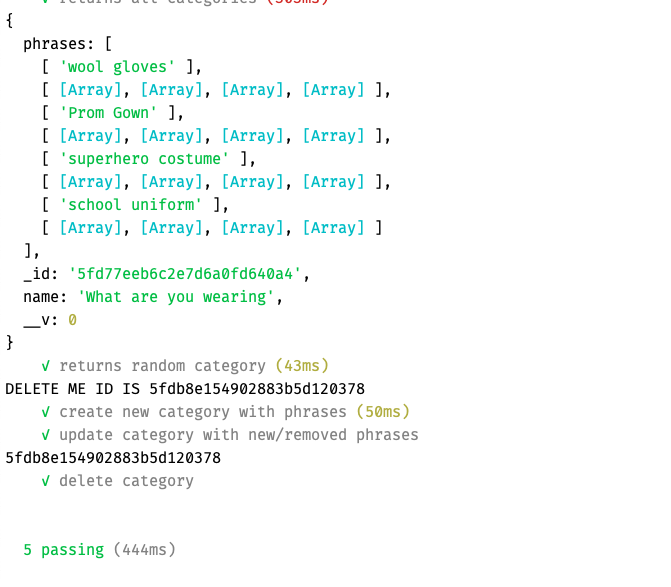 √ returns all categories (303ms)
{
  phrases: [
    [ 'wool gloves' ],
    [ [Array], [Array], [Array], [Array] ],
    [ 'Prom Gown' ],
    [ [Array], [Array], [Array], [Array] ],
    [ 'superhero costume' ],
    [ [Array], [Array], [Array], [Array] ],
    [ 'school uniform' ],
    [ [Array], [Array], [Array], [Array] ]
  ],
  _id: '5fd77eeb6c2e7d6a0fd640a4',
  name: 'What are you wearing',
  __v: 0
}
    √ returns random category (43ms)
DELETE ME ID IS 5fdb8e154902883b5d120378
    √ create new category with phrases (50ms)
    √ update category with new/removed phrases
5fdb8e154902883b5d120378
    √ delete category
  5 passing (444ms)